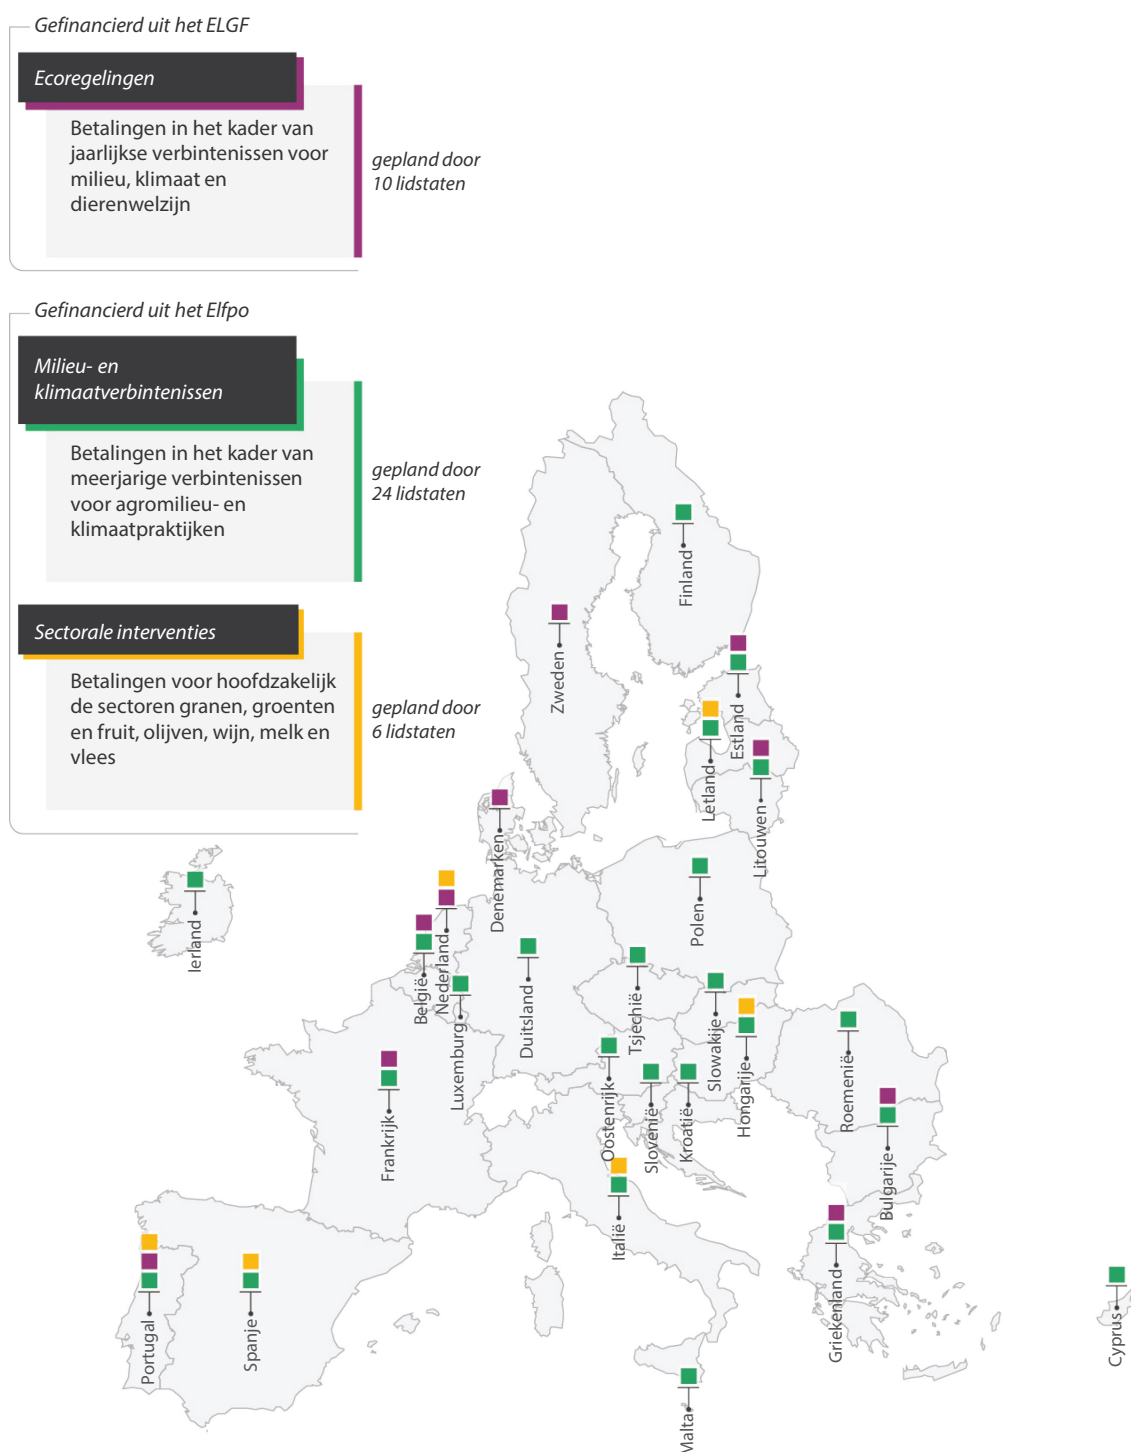 Gefinancierd uit het ELGF
Ecoregelingen
Betalingen in het kader van
jaarlijkse verbintenissen voor
milieu, klimaat en
dierenwelzijn
gepland door
10 lidstaten
Gefinancierd uit het Elfpo
Milieu- en
klimaatverbintenissen
Betalingen in het kader van
meerjarige verbintenissen
voor agromilieu- en
klimaatpraktijken
gepland door
24 lidstaten
Sectorale interventies
Betalingen voor hoofdzakelijk
de sectoren granen, groenten
en fruit, olijven, wijn, melk en
vlees
gepland door
6 lidstaten
Finland
Zweden
Estland
Letland
Litouwen
Denemarken
Ierland
Polen
België
Nederland
Luxemburg
Duitsland
Tsjechië
Slowakije
Hongarije
Oostenrijk
Slovenië
Kroatië
Roemenië
Bulgarije
Frankrijk
Italië
Griekenland
Portugal
Spanje
Malta
Cyprus